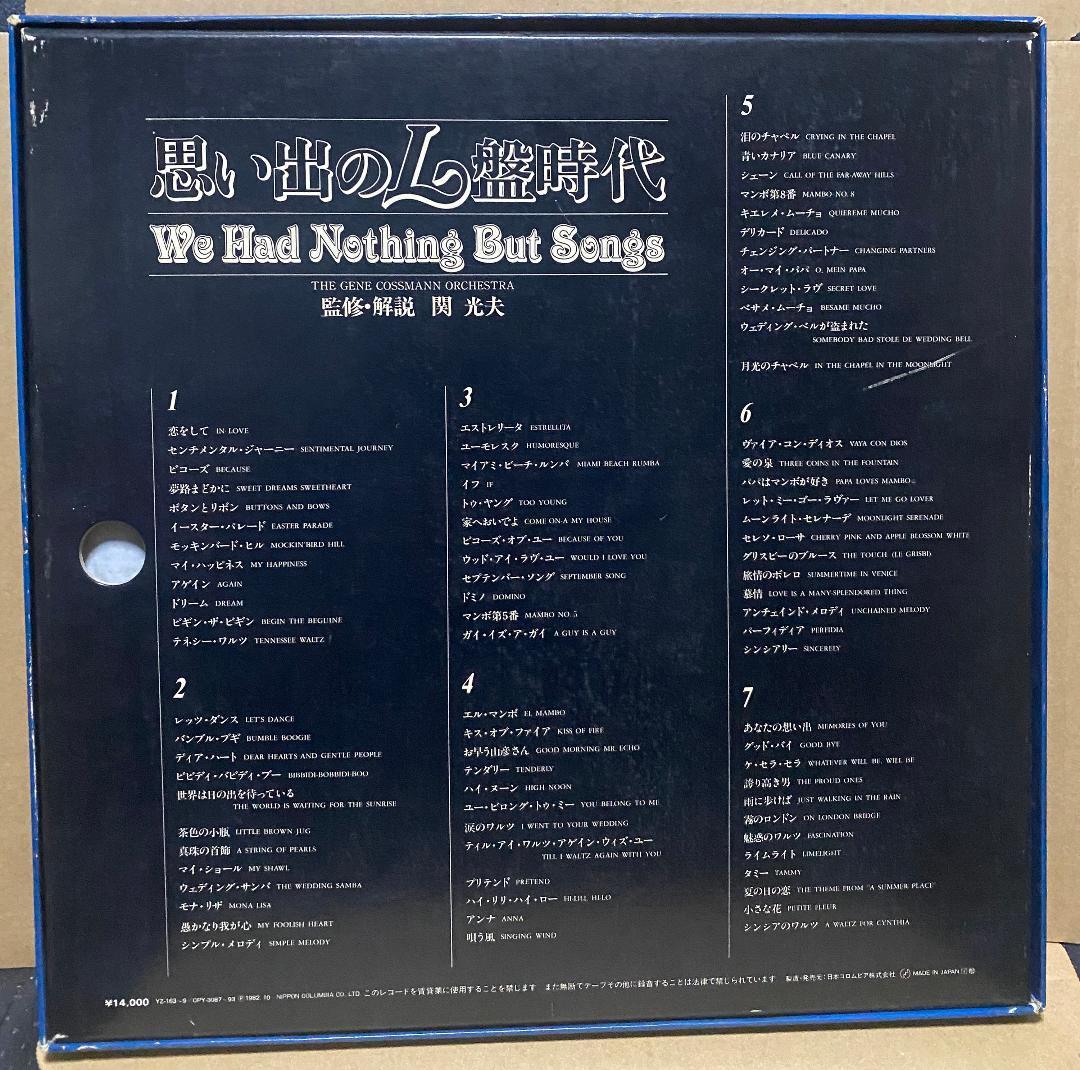 思い出のL盤時代
We Had Nothing But Songs
THE GENE COSSMANN ORCHESTRA
監修・解説 関 光夫
1
恋をして IN LOVE
センチメンタル・ジャーニー SENTIMENTAL JOURNEY
ビコーズ BECAUSE
夢路まどかに SWEET DREAMS SWEETHEART
ボタンとリボン BUTTONS AND BOWS
イースター・パレード EASTER PARADE
モッキンバード・ヒル MOCKIN'BIRD HILL
マイ・ハッピネス MY HAPPINESS
アゲイン AGAIN
ドリーム DREAM
ビギン・ザ・ビギン BEGIN THE BEGUINE
テネシー・ワルツ TENNESSEE WALTZ
2
レッツ・ダンス LET'S DANCE
バンブル・ブギ BUMBLE BOOGIE
ディア・ハート DEAR HEARTS AND GENTLE PEOPLE
ビビディ・バビディ・ブー BIBBIDI-BOBBIDI-BOO
世界は日の出を待っている
THE WORLD IS WAITING FOR THE SUNRISE
茶色の小瓶 LITTLE BROWN JUG
真珠の首飾 A STRING OF PEARLS
マイ・ショール MY SHAWL
ウェディング・サンバ THE WEDDING SAMBA
モナ・リザ MONA LISA
愚かなり我が心 MY FOOLISH HEART
シンプル・メロディ SIMPLE MELODY
3
エストレリータ ESTRELLITA
ユーモレスク HUMORESQUE
マイアミ・ビーチ・ルンバ MIAMI BEACH RUMBA
イフ IF
トゥ・ヤング TOO YOUNG
家へおいでよ COME ON-A MY HOUSE
ビコーズ・オブ・ユー BECAUSE OF YOU
ウッド・アイ・ラヴ・ユー WOULD I LOVE YOU
セプテンバー・ソング SEPTEMBER SONG
ドミノ DOMINO
マンボ第5番 MAMBO NO. 5
ガイ・イズ・ア・ガイ A GUY IS A GUY
4
エル・マンボ EL MAMBO
キス・オブ・ファイア KISS OF FIRE
お早う山彦さん GOOD MORNING MR. ECHO
テンダリー TENDERLY
ハイ・ヌーン HIGH NOON
ユー・ビロング・トゥ・ミー YOU BELONG TO ME
涙のワルツ I WENT TO YOUR WEDDING
ティル・アイ・ワルツ・アゲイン・ウィズ・ユー
TILL I WALTZ AGAIN WITH YOU
プリテンド PRETEND
ハイ・リリ・ハイ・ロー HI-LILI HI-LO
アンナ ANNA
唄う風 SINGING WIND
5
泪のチャペル CRYING IN THE CHAPEL
青いカナリア BLUE CANARY
シェーン CALL OF THE FAR-AWAY HILLS
マンボ第8番 MAMBO NO. 8
キエレメ・ムーチョ QUIEREME MUCHO
デリカード DELICADO
チェンジング・パートナー CHANGING PARTNERS
オー・マイ・パパ O, MEIN PAPA
シークレット・ラヴ SECRET LOVE
ベサメ・ムーチョ BESAME MUCHO
ウェディング・ベルが盗まれた
SOMEBODY BAD STOLE DE WEDDING BELL
月光のチャペル IN THE CHAPEL IN THE MOONLIGHT
6
ヴァイア・コン・ディオス VAYA CON DIOS
愛の泉 THREE COINS IN THE FOUNTAIN
パパはマンボが好き PAPA LOVES MAMBO
レット・ミー・ゴー・ラヴァー LET ME GO LOVER
ムーンライト・セレナーデ MOONLIGHT SERENADE
セレソ・ローサ CHERRY PINK AND APPLE BLOSSOM WHITE
グリスビーのブルース THE TOUCH (LE GRISBI)
旅情のボレロ SUMMERTIME IN VENICE
慕情 LOVE IS A MANY-SPLENDORED THING
アンチェインド・メロディ UNCHAINED MELODY
パーフィディア PERFIDIA
シンシアリー SINCERELY
7
あなたの想い出 MEMORIES OF YOU
グッド・バイ GOOD BYE
ケ・セラ・セラ WHATEVER WILL BE, WILL BE
誇り高き男 THE PROUD ONES
雨に歩けば JUST WALKING IN THE RAIN
霧のロンドン ON LONDON BRIDGE
魅惑のワルツ FASCINATION
ライムライト LIMELIGHT
タミー TAMMY
夏の日の恋 THE THEME FROM "A SUMMER PLACE"
小さな花 PETITE FLEUR
シンシアのワルツ A WALTZ FOR CYNTHIA
¥14,000 YZ-163~9 (CPY-3087~93) Ⓟ 1982. 10 NIPPON COLUMBIA CO., LTD. このレコードを賃貸業に使用することを禁じます また無断でテープその他に録音することは法律で禁じられています 製造・発売元：日本コロムビア株式会社 MADE IN JAPAN